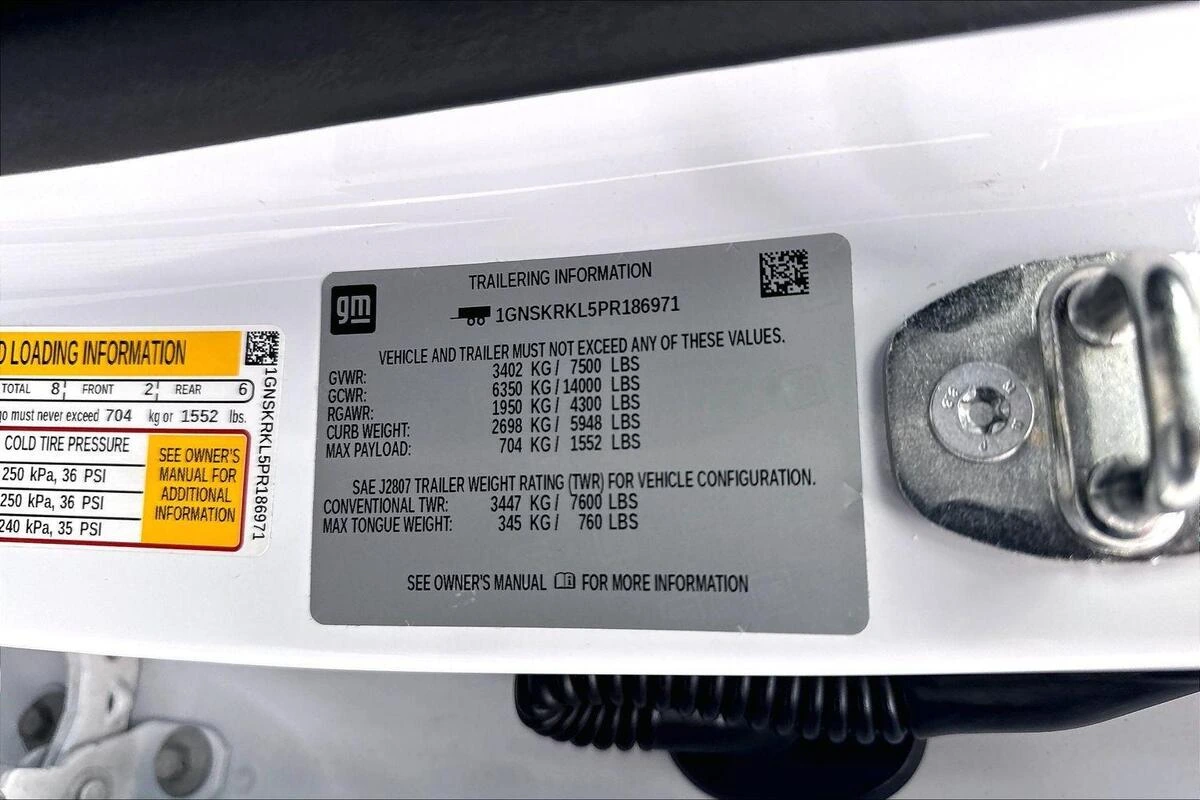 D LOADING INFORMATION
TOTAL 8 FRONT 2 REAR 6
go must never exceed 704 kg or 1552 lbs.
COLD TIRE PRESSURE
250 kPa, 36 PSI
250 kPa, 36 PSI
240 kPa, 35 PSI
SEE OWNER'S
MANUAL FOR
ADDITIONAL
INFORMATION
1GNSKRKL5PR186971
gm
TRAILERING INFORMATION
1GNSKRKL5PR186971
VEHICLE AND TRAILER MUST NOT EXCEED ANY OF THESE VALUES.
GVWR: 3402 KG / 7500 LBS
GCWR: 6350 KG / 14000 LBS
RGAWR: 1950 KG / 4300 LBS
CURB WEIGHT: 2698 KG / 5948 LBS
MAX PAYLOAD: 704 KG / 1552 LBS
SAE J2807 TRAILER WEIGHT RATING (TWR) FOR VEHICLE CONFIGURATION.
CONVENTIONAL TWR: 3447 KG / 7600 LBS
MAX TONGUE WEIGHT: 345 KG / 760 LBS
SEE OWNER'S MANUAL FOR MORE INFORMATION